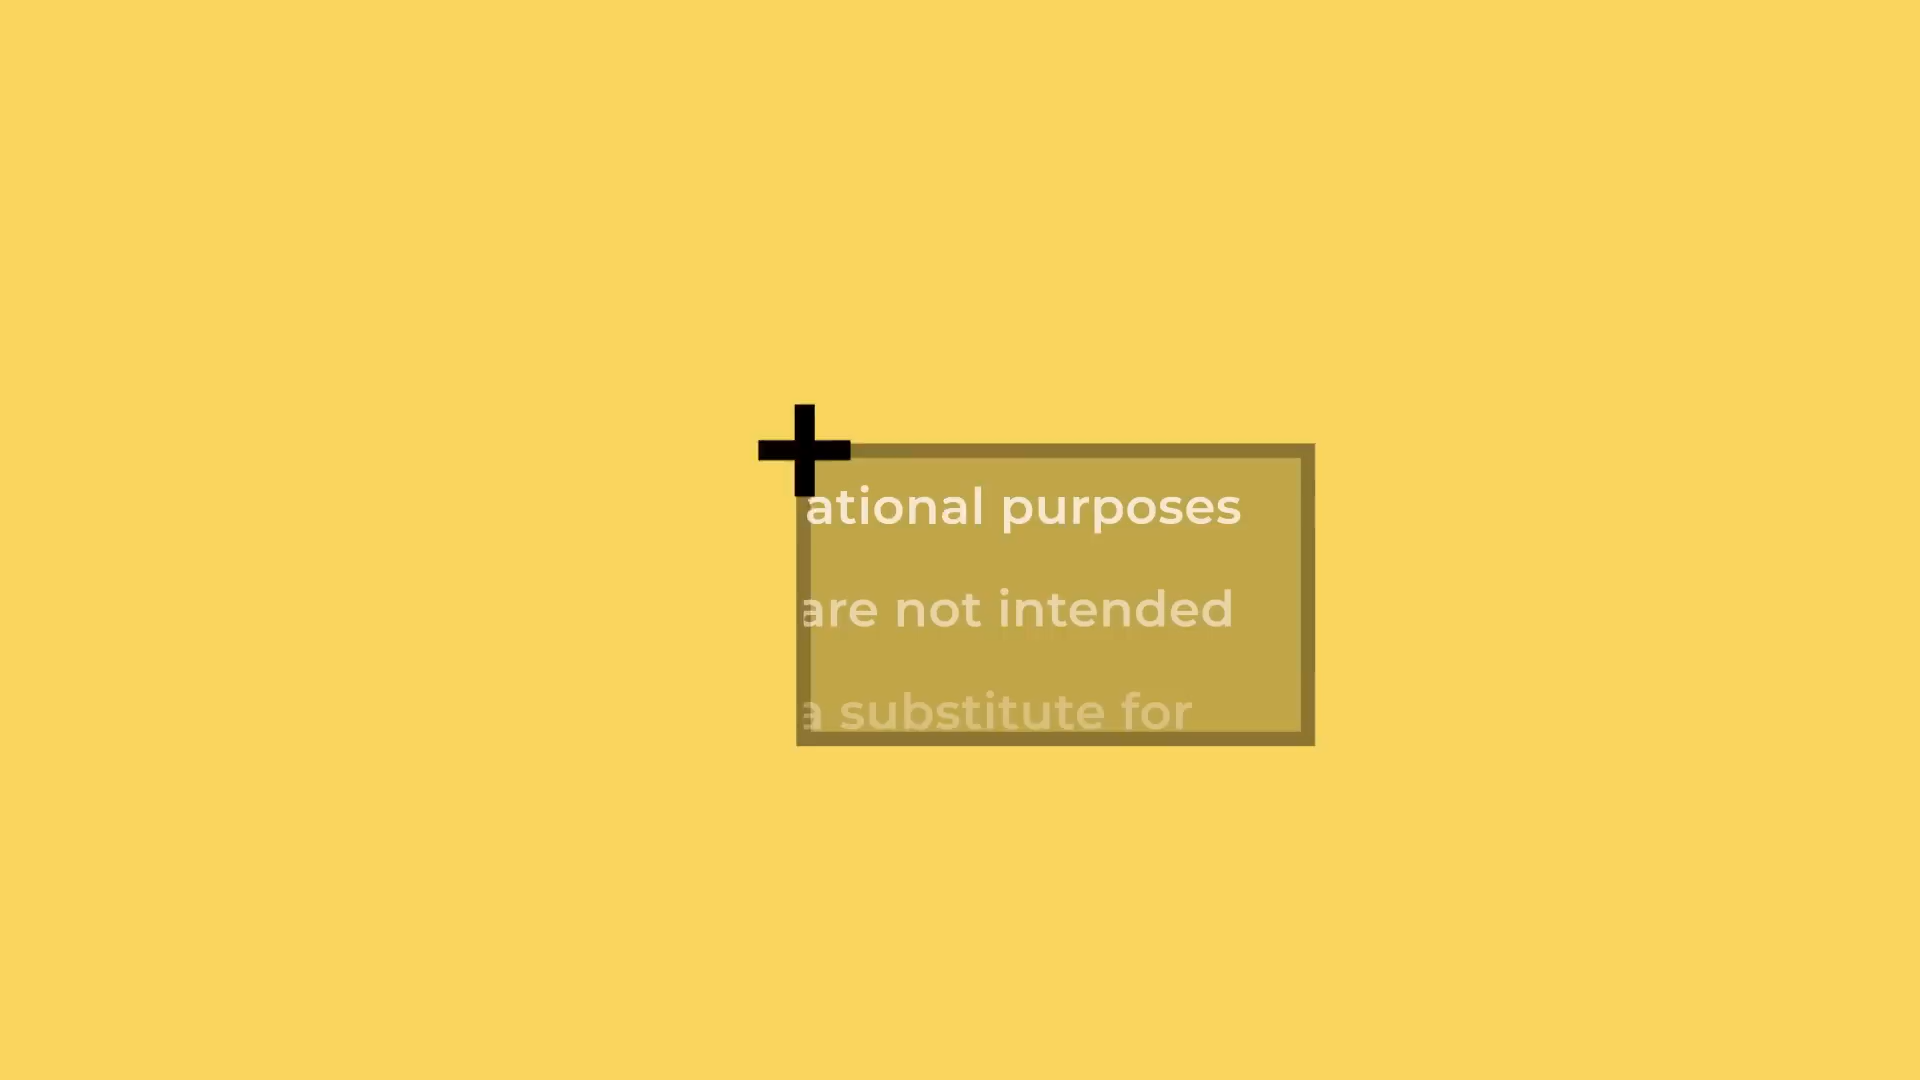 ational purposes
are not intended
a substitute for